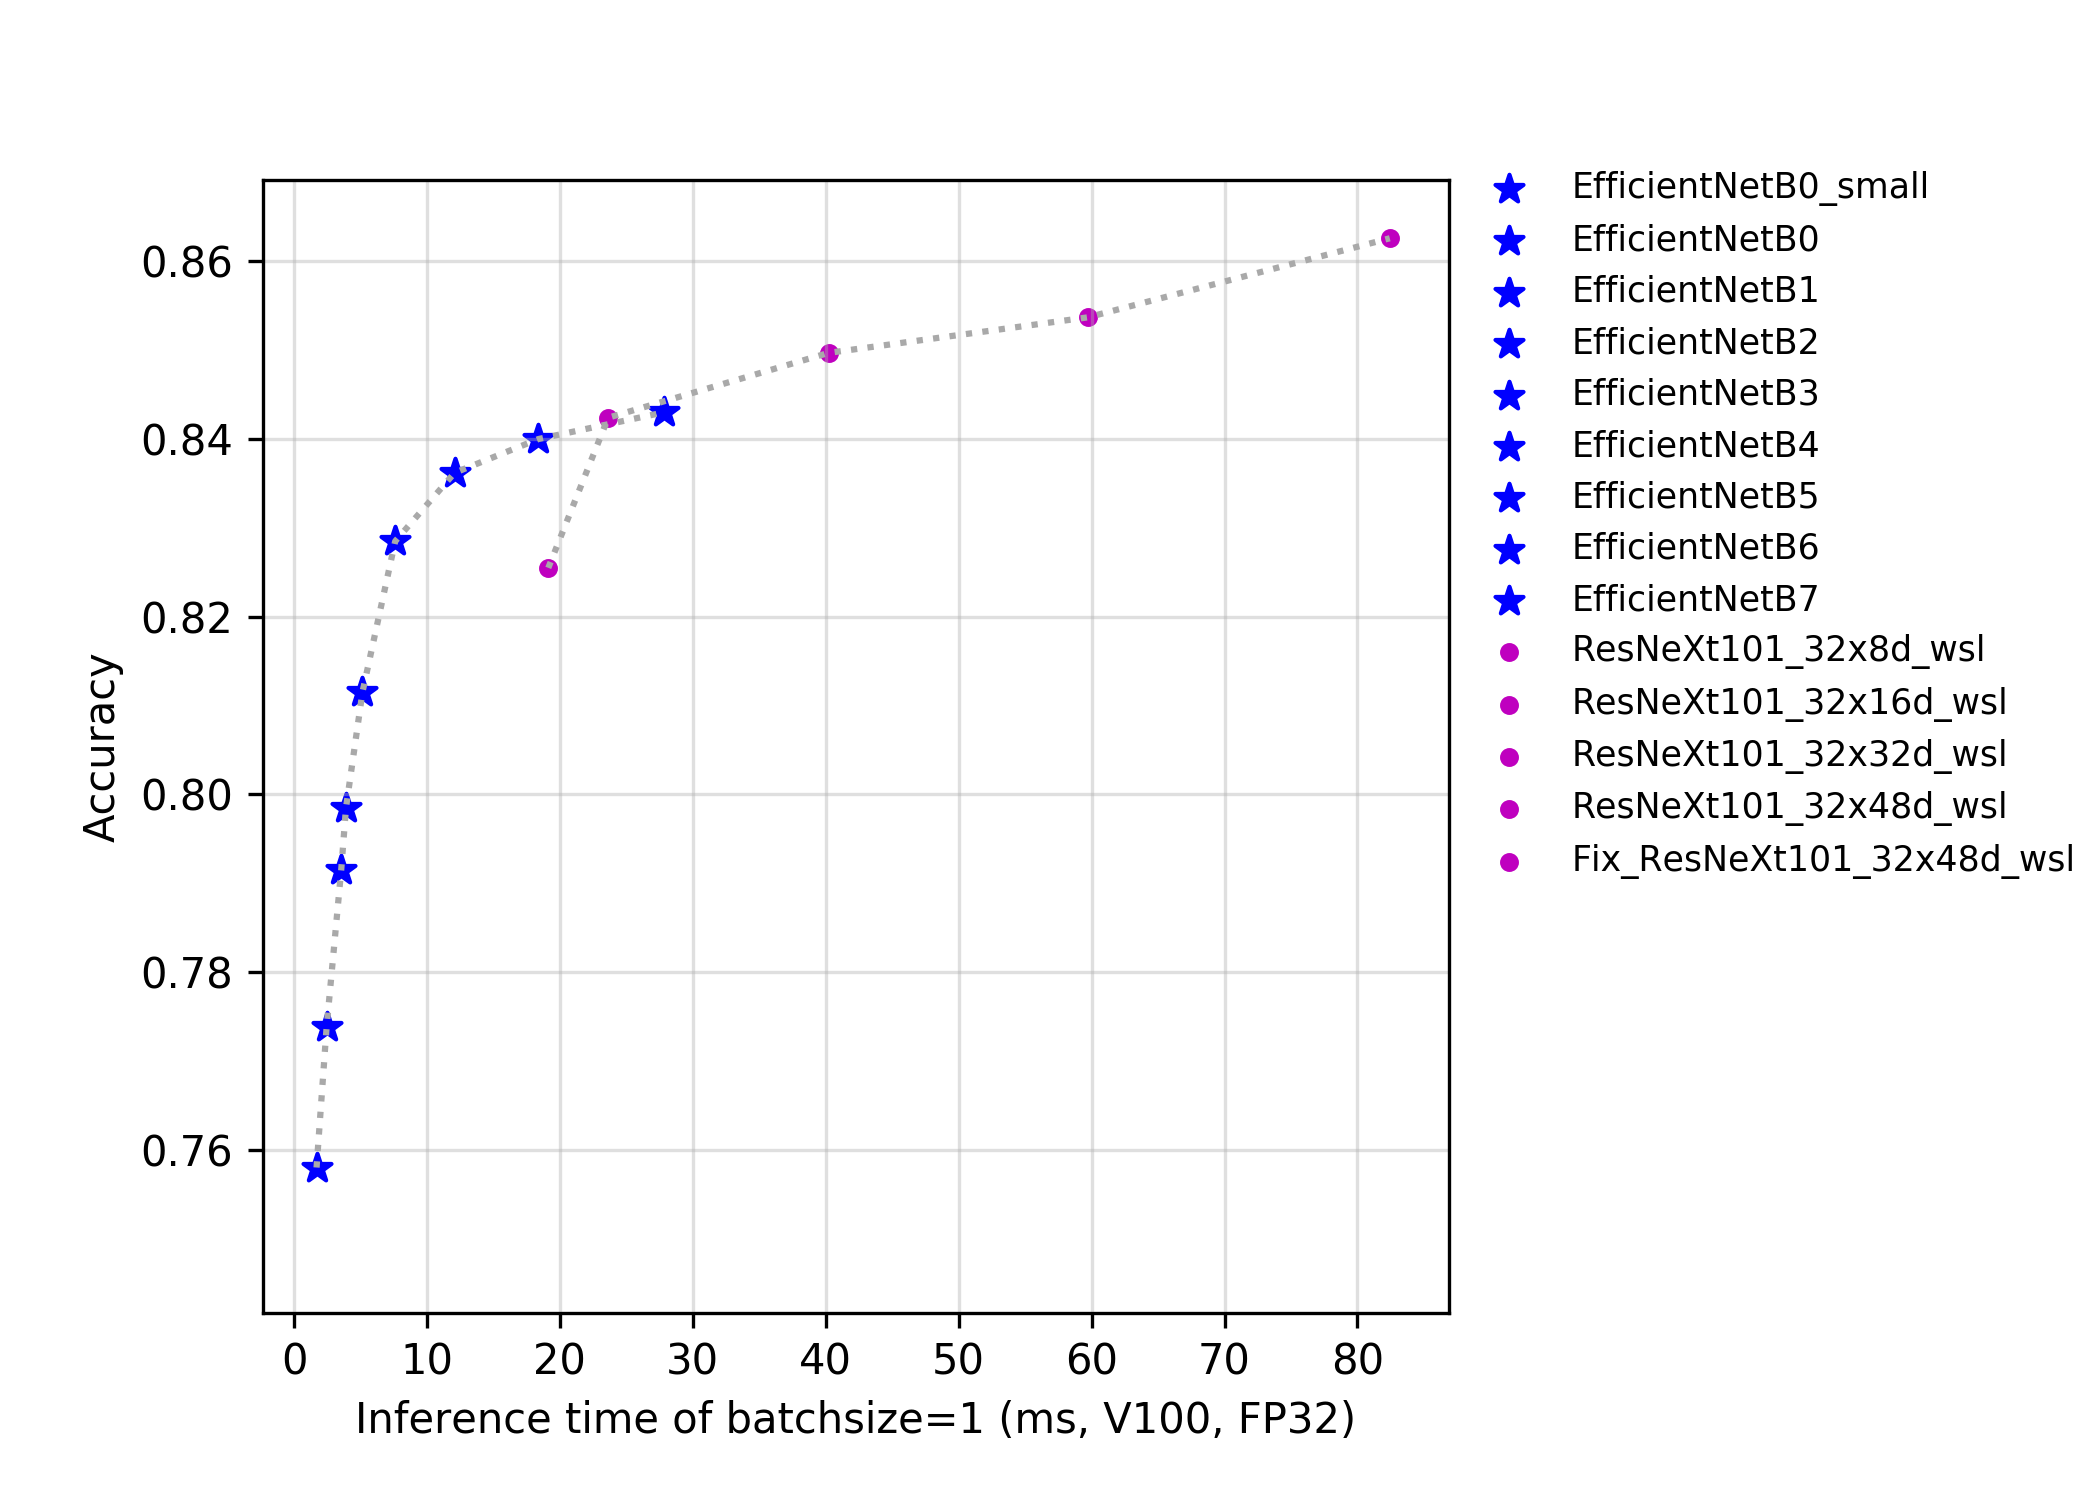 EfficientNetB0_small
EfficientNetB0
EfficientNetB1
EfficientNetB2
EfficientNetB3
EfficientNetB4
EfficientNetB5
EfficientNetB6
EfficientNetB7
ResNeXt101_32x8d_wsl
ResNeXt101_32x16d_wsl
ResNeXt101_32x32d_wsl
ResNeXt101_32x48d_wsl
Fix_ResNeXt101_32x48d_wsl
0.86
0.84
0.82
0.80
0.78
0.76
Accuracy
0 10 20 30 40 50 60 70 80
Inference time of batchsize=1 (ms, V100, FP32)